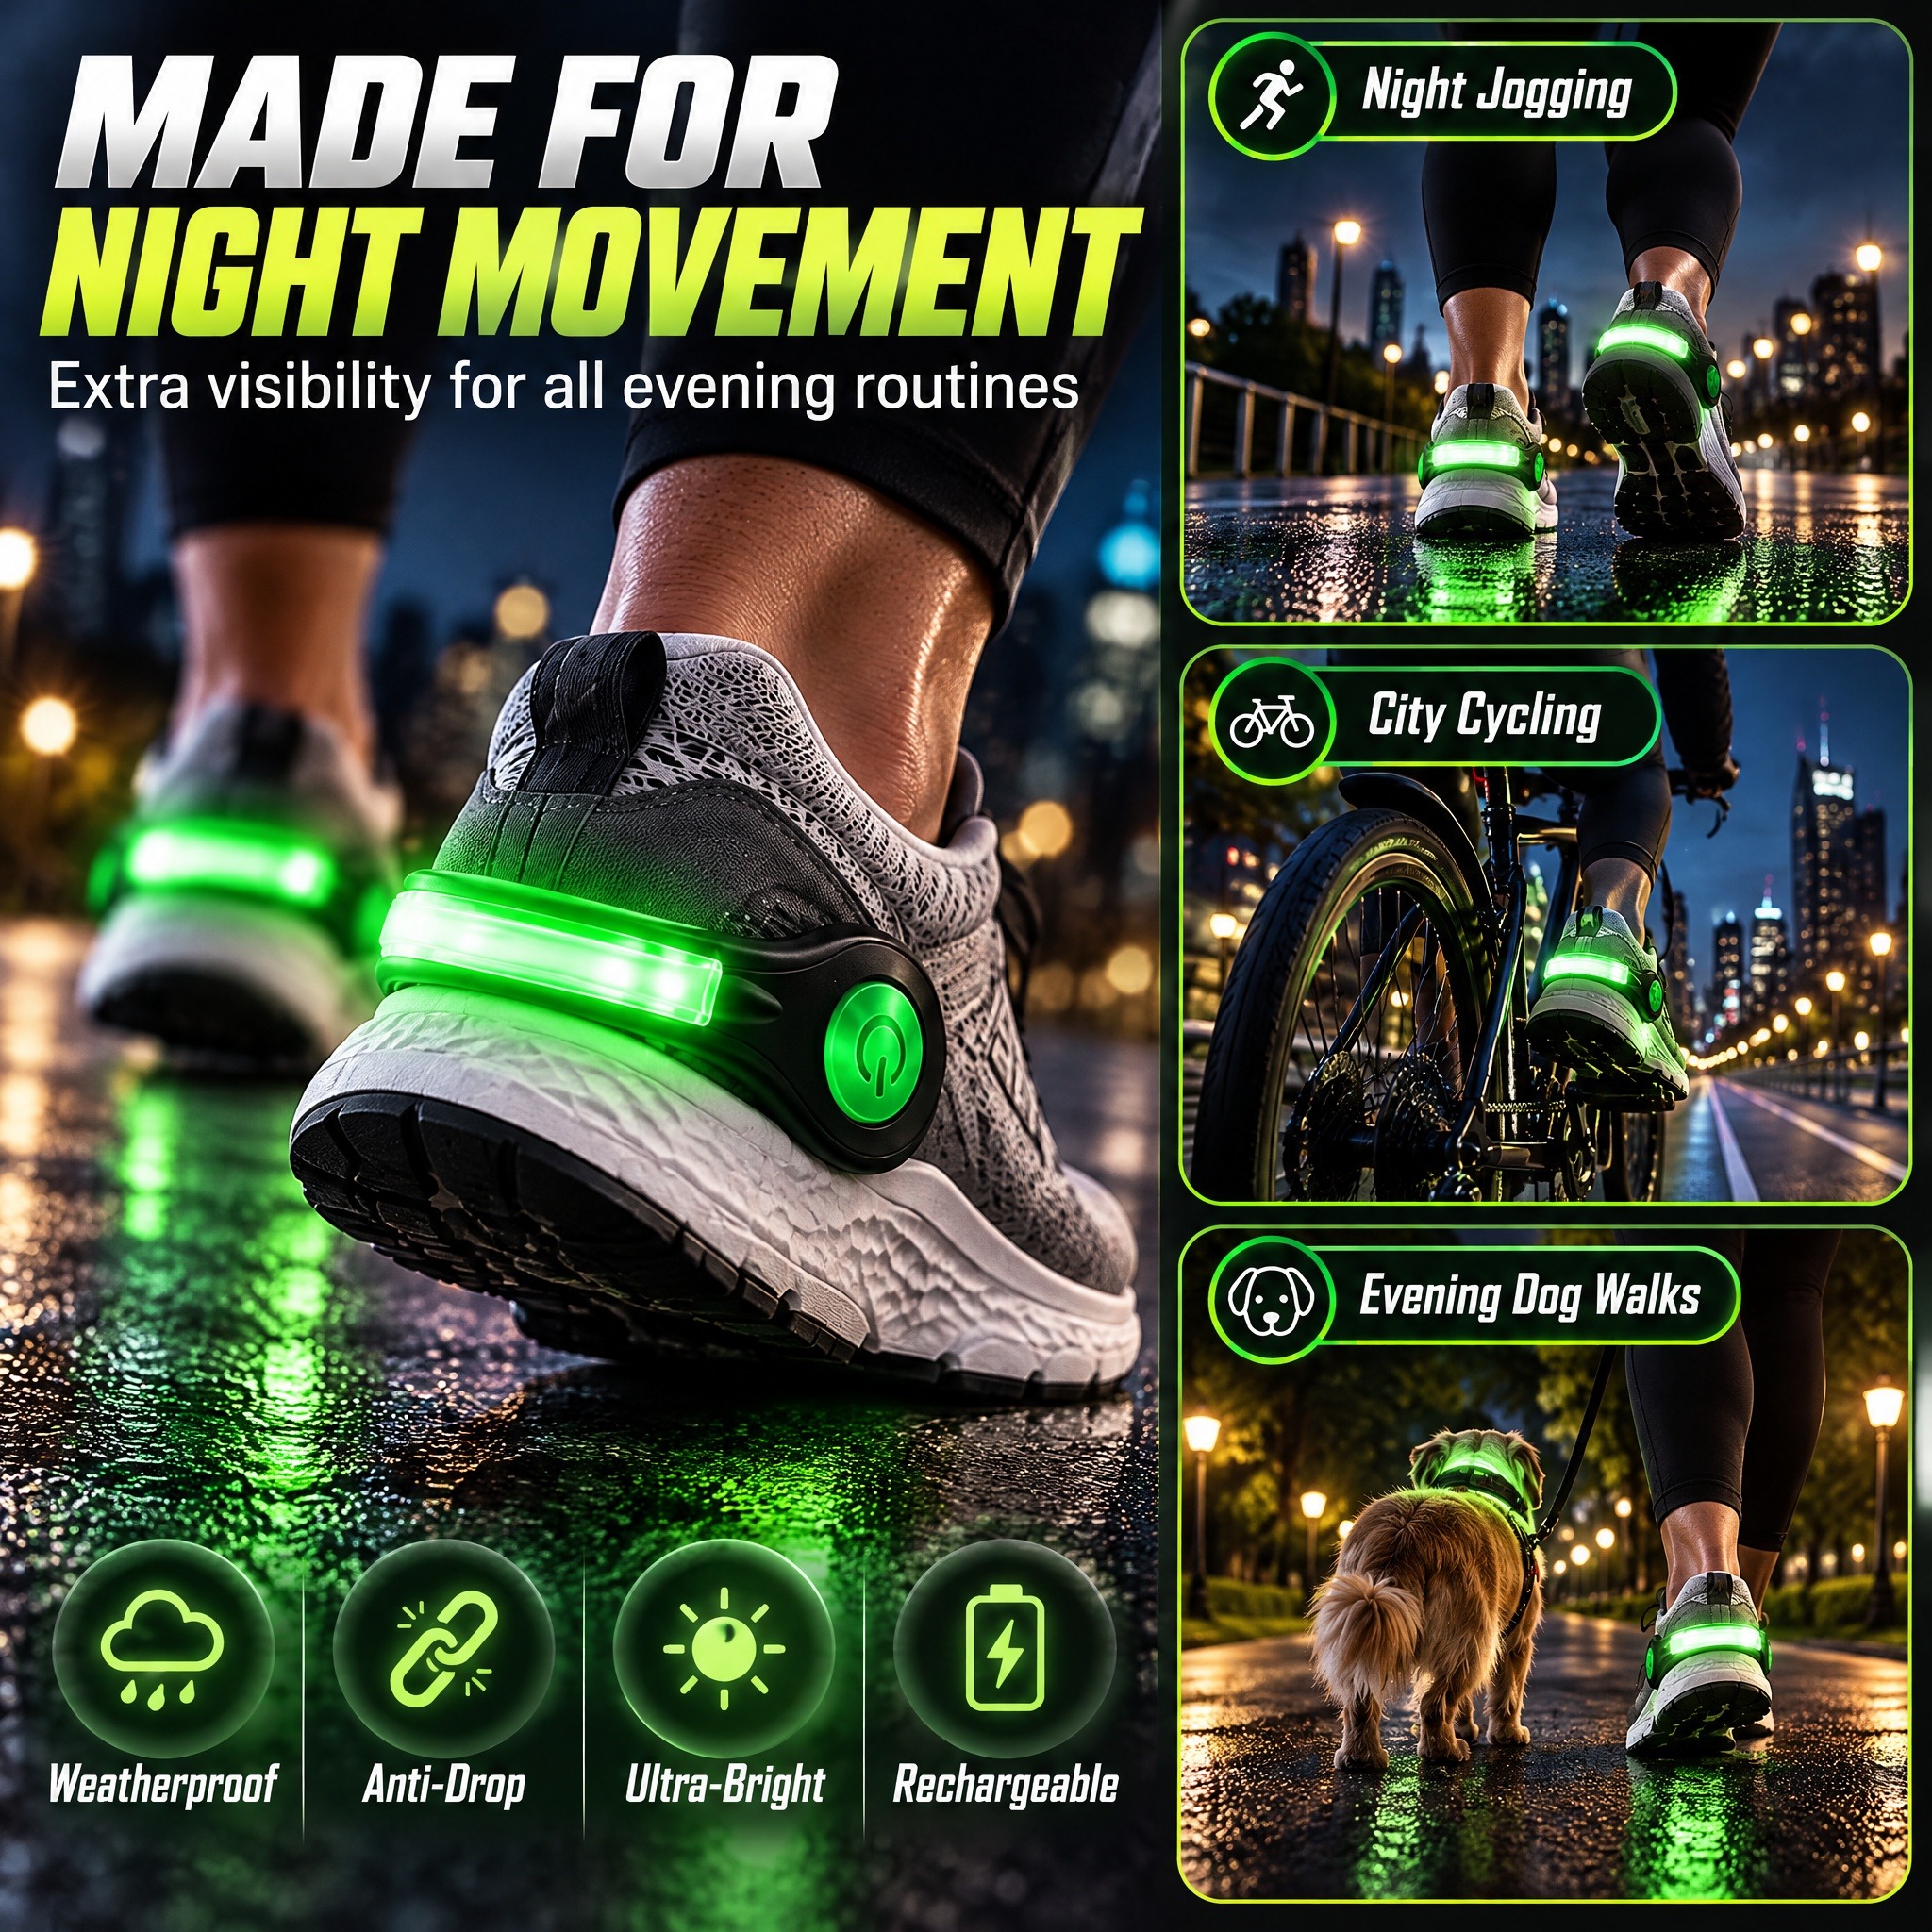 MADE FOR
NIGHT MOVEMENT
Extra visibility for all evening routines
Weatherproof
Anti-Drop
Ultra-Bright
Rechargeable
Night Jogging
City Cycling
Evening Dog Walks